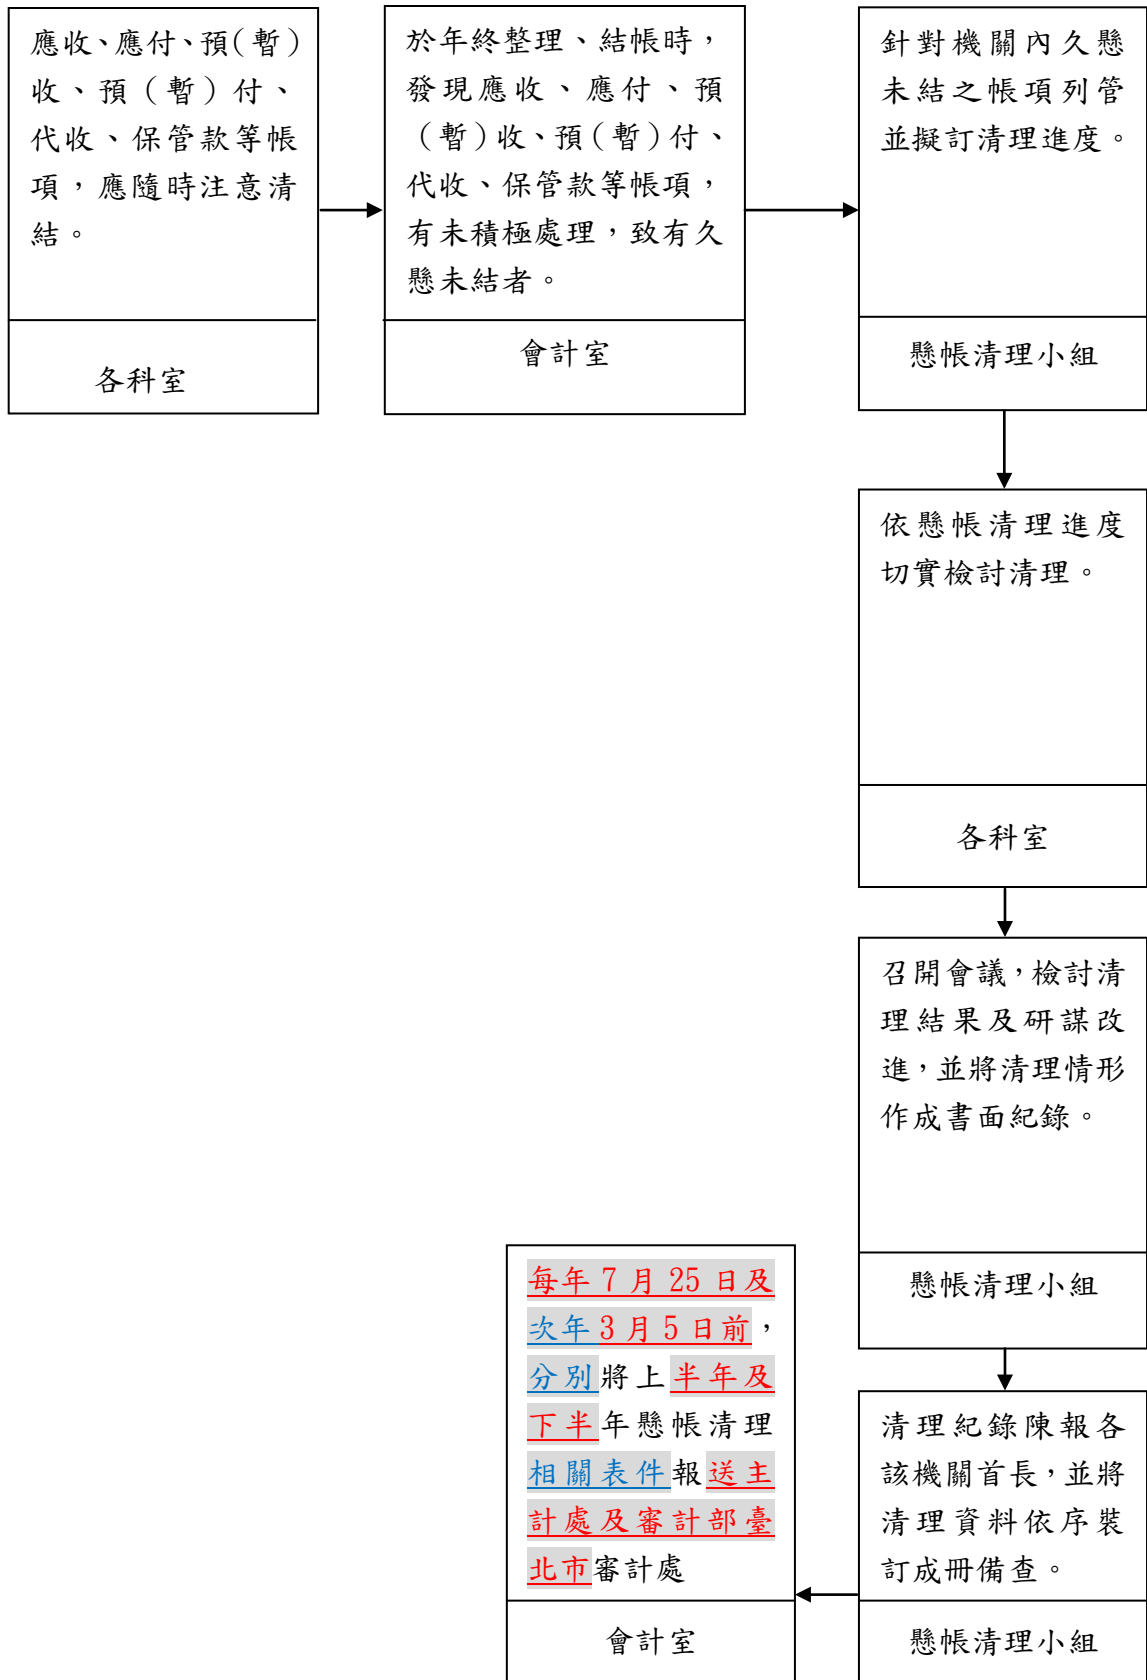 應收、應付、預(暫)
收、預（暫）付、
代收、保管款等帳
項，應隨時注意清
結。
各科室
於年終整理、結帳時，
發現應收、應付、預
（暫）收、預（暫）付、
代收、保管款等帳項，
有未積極處理，致有久
懸未結者。
會計室
針對機關內久懸
未結之帳項列管
並擬訂清理進度。
懸帳清理小組
依懸帳清理進度
切實檢討清理。
各科室
召開會議，檢討清
理結果及研謀改
進，並將清理情形
作成書面紀錄。
懸帳清理小組
清理紀錄陳報各
該機關首長，並將
清理資料依序裝
訂成冊備查。
懸帳清理小組
每年 7 月 25 日及
次年 3 月 5 日前，
分別將上半年及
下半年懸帳清理
相關表件報送主
計處及審計部臺
北市審計處
會計室